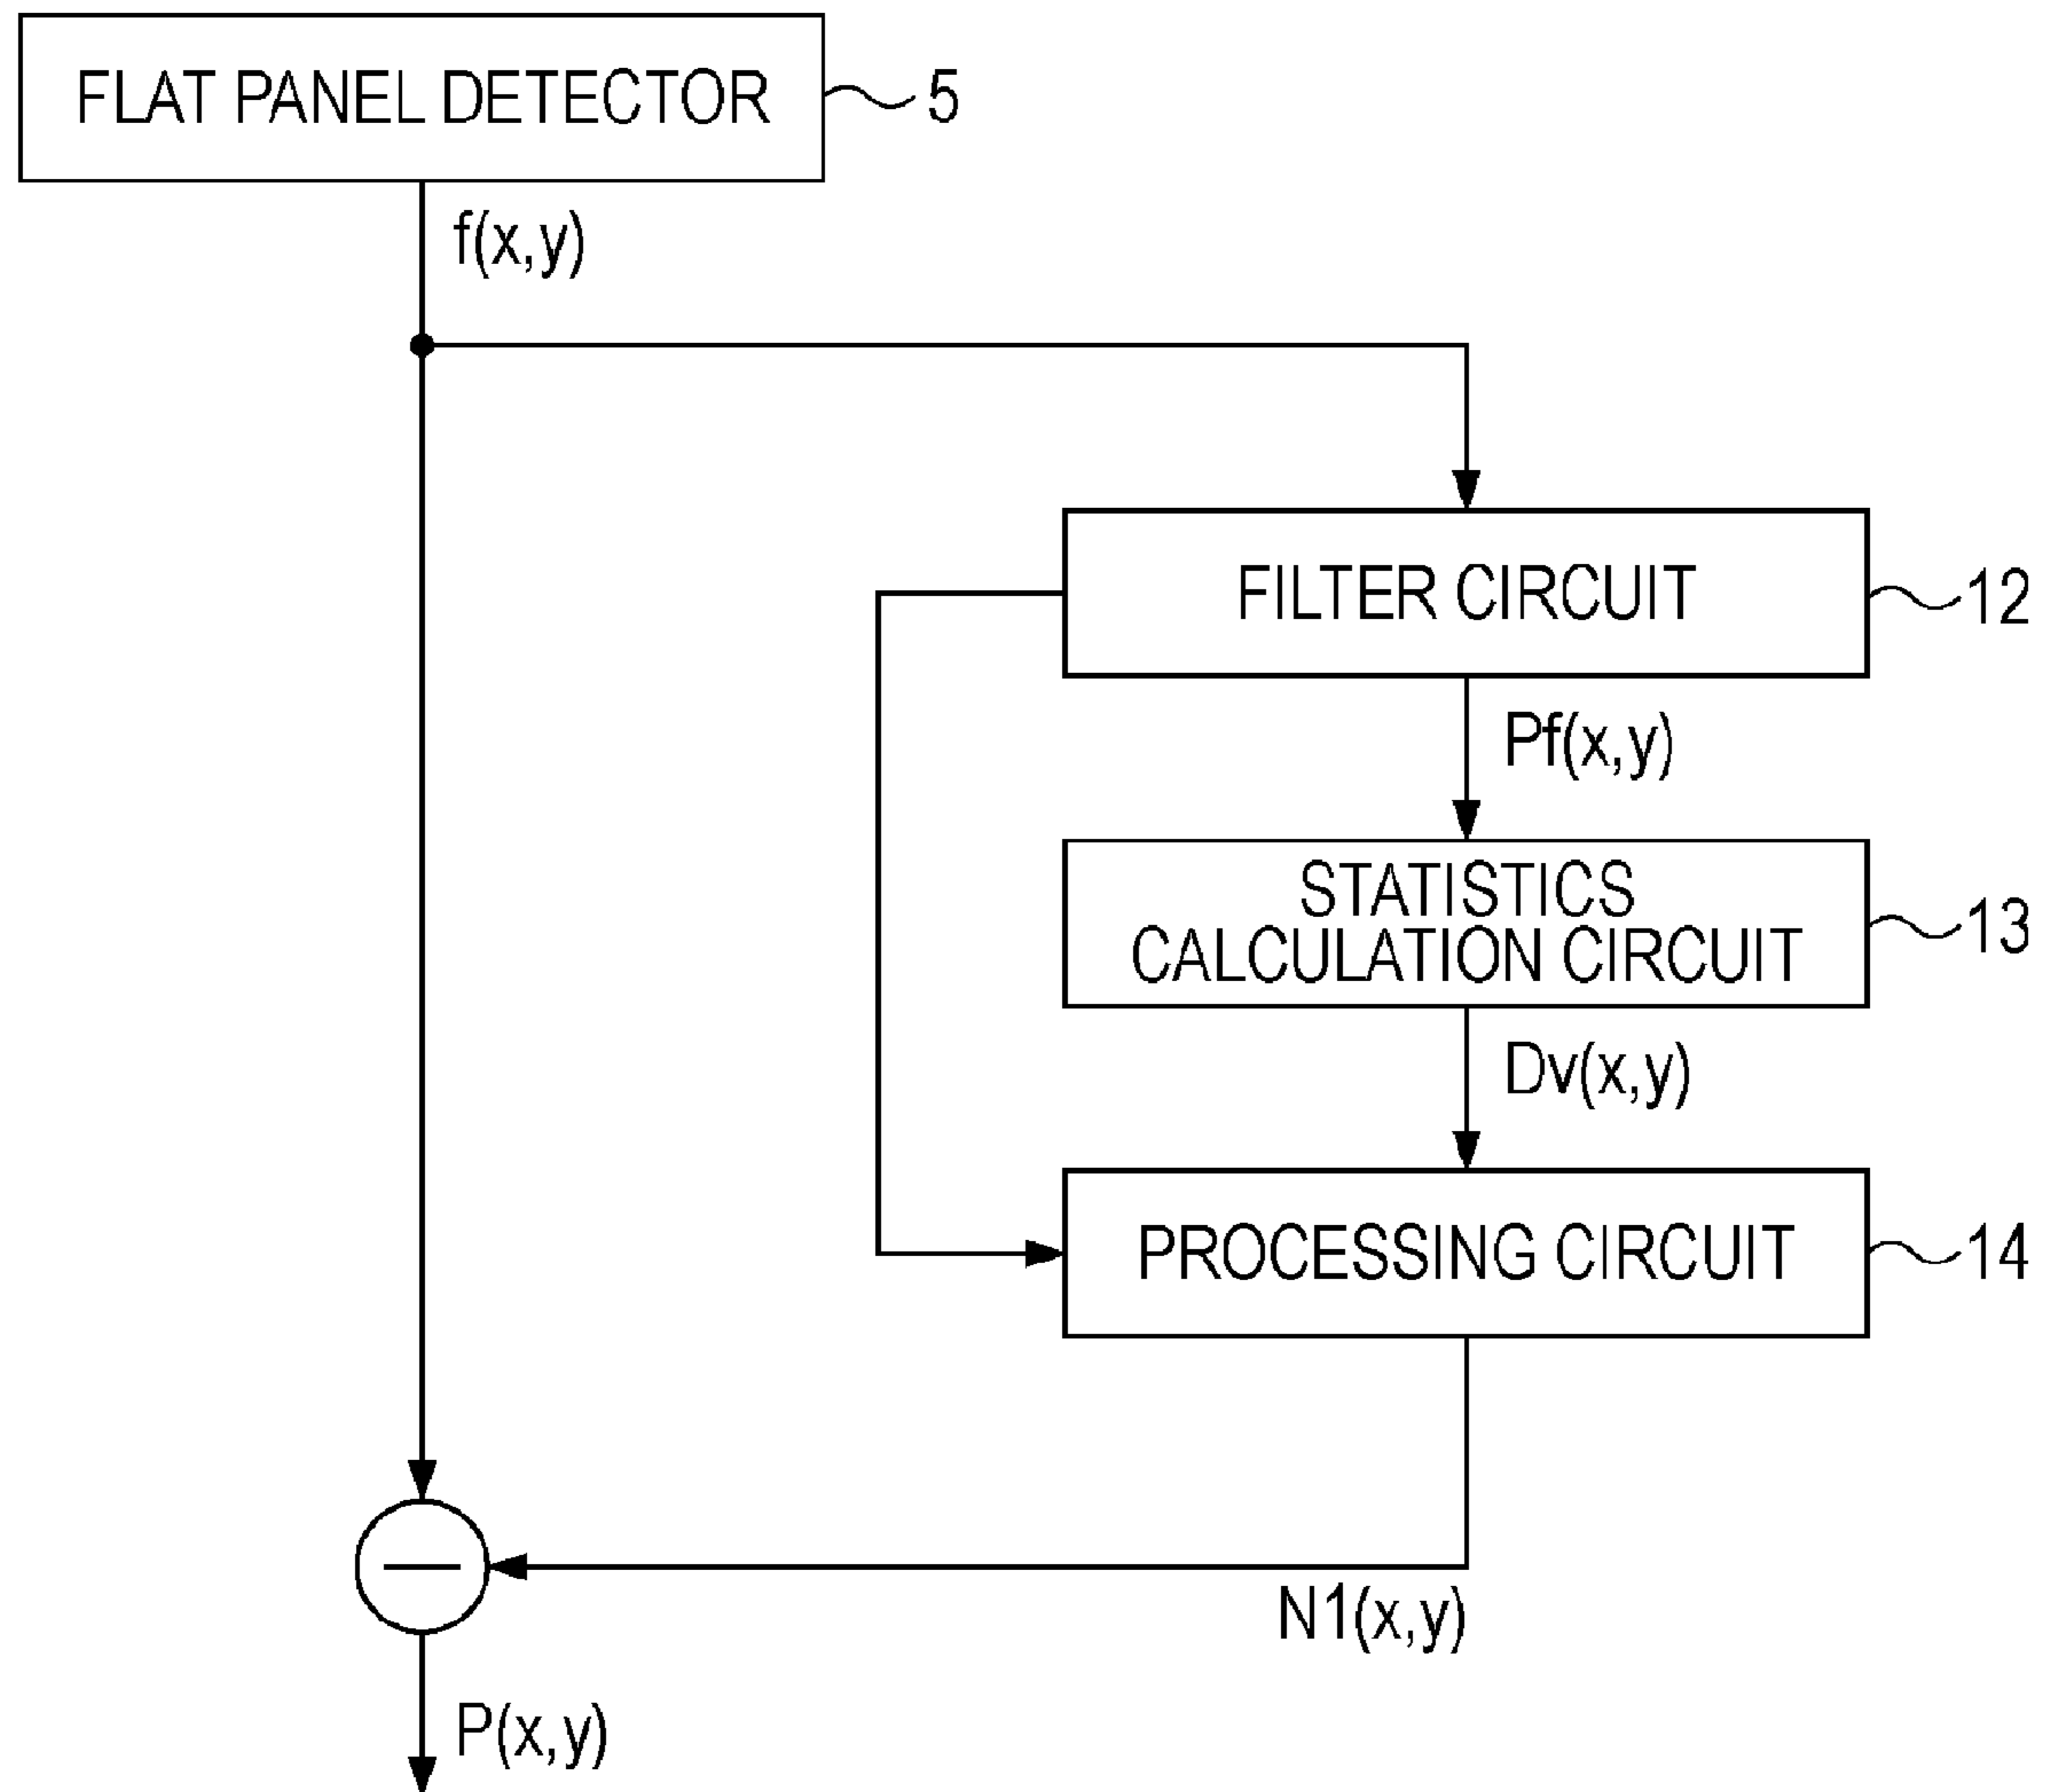 FLAT PANEL DETECTOR
5
f(x,y)
FILTER CIRCUIT
12
Pf(x,y)
STATISTICS
CALCULATION CIRCUIT
13
Dv(x,y)
PROCESSING CIRCUIT
14
N1(x,y)
P(x,y)